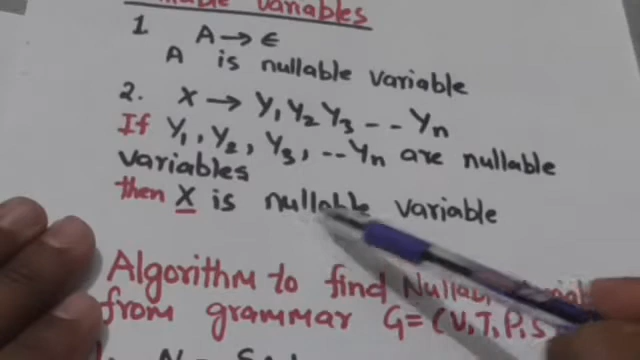 Variables
1 A → ϵ
A is nullable variable
2. X → Y1 Y2 Y3 -- Yn
If Y1, Y2, Y3, -- Yn are nullable
variables
then X is nullable variable
Algorithm to find
from grammar G = (V, T, P, S